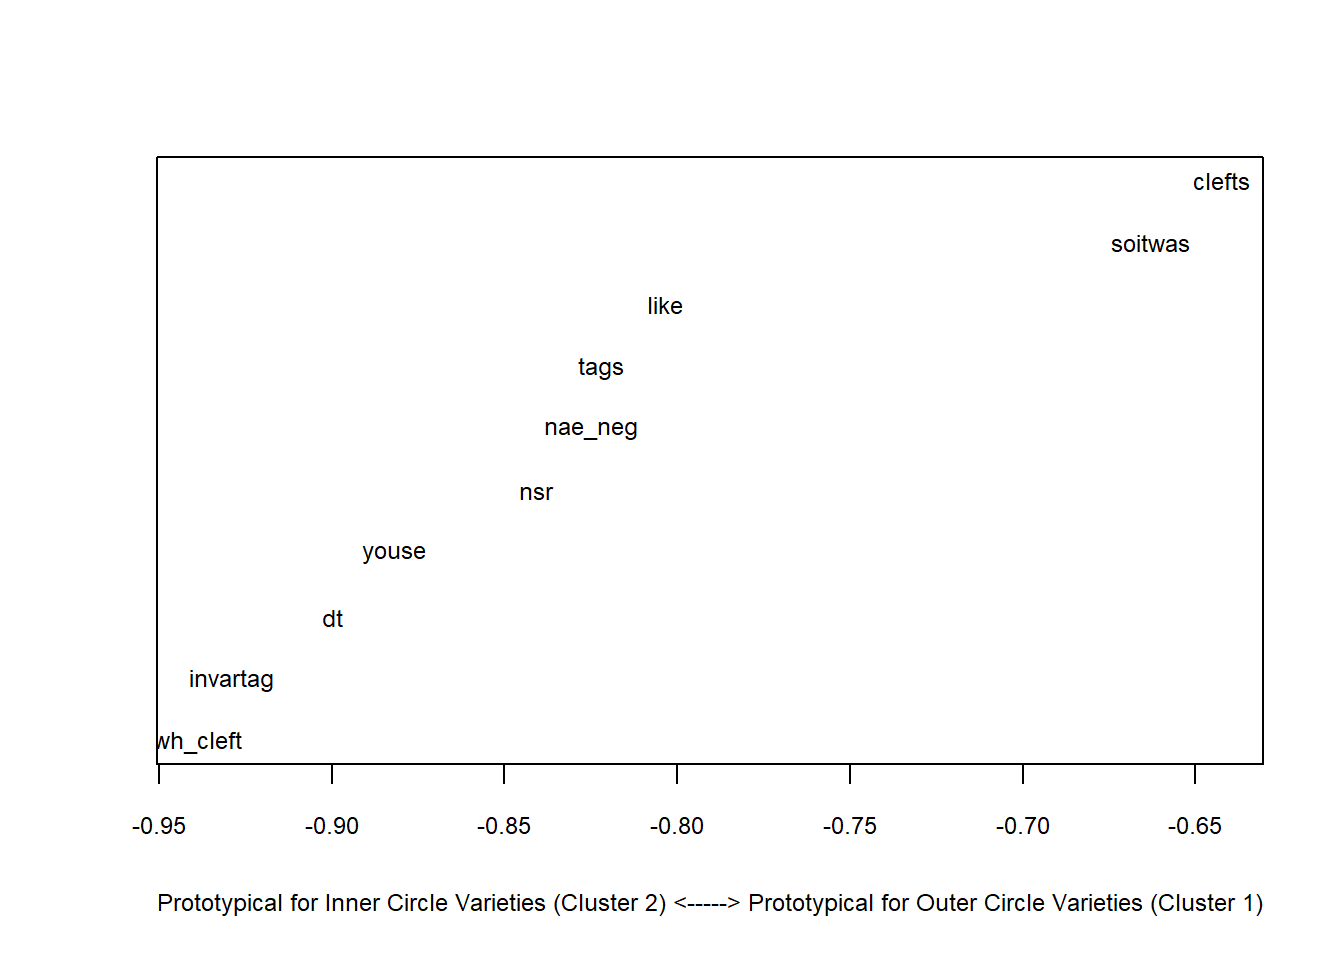 clefts
soitwas
like
tags
nae_neg
nsr
youse
dt
invartag
wh_cleft
-0.95 -0.90 -0.85 -0.80 -0.75 -0.70 -0.65
Prototypical for Inner Circle Varieties (Cluster 2) <-----> Prototypical for Outer Circle Varieties (Cluster 1)